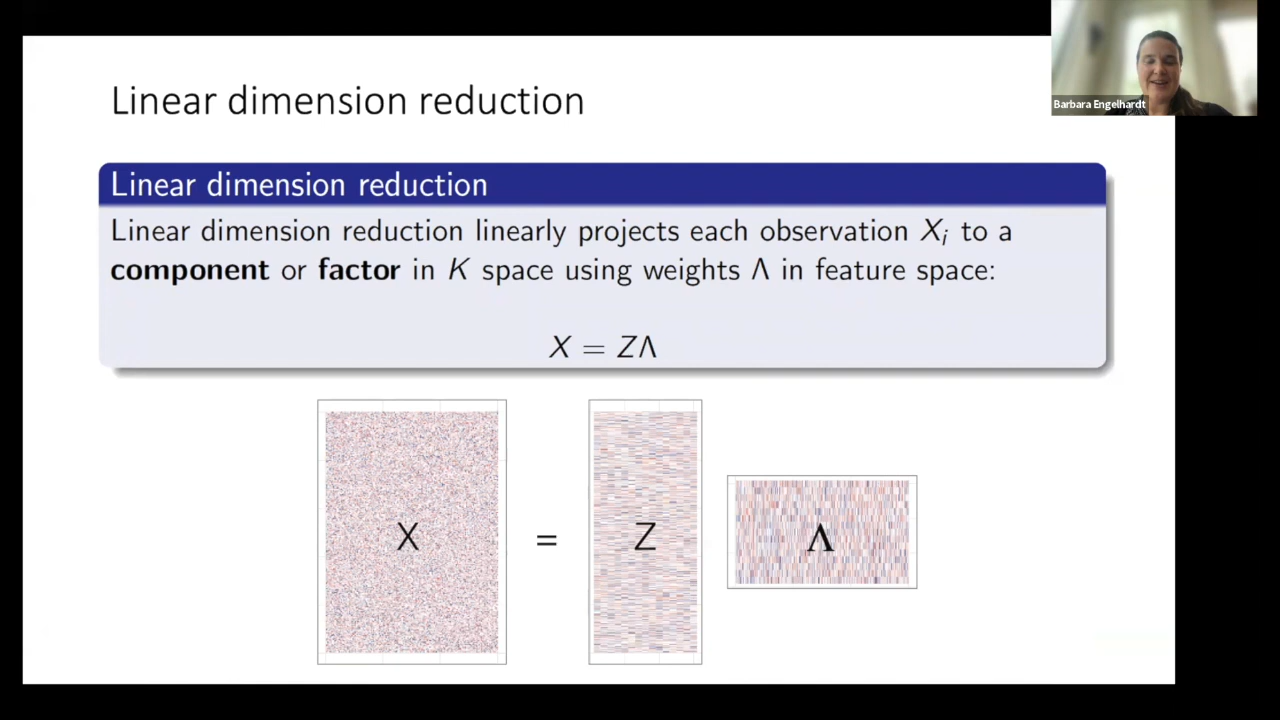 Linear dimension reduction
Barbara Engelhardt
Linear dimension reduction
Linear dimension reduction linearly projects each observation Xᵢ to a
component or factor in K space using weights Λ in feature space:
X = ZΛ
X = Z Λ